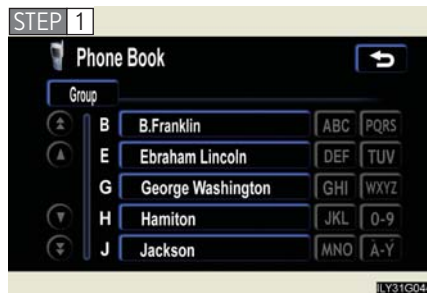 STEP 1
Phone Book
Group
B B.Franklin ABC PQRS
E Ebraham Lincoln DEF TUV
G George Washington GHI WXYZ
H Hamiton JKL 0-9
J Jackson MNO À-Ý
ILY31G04